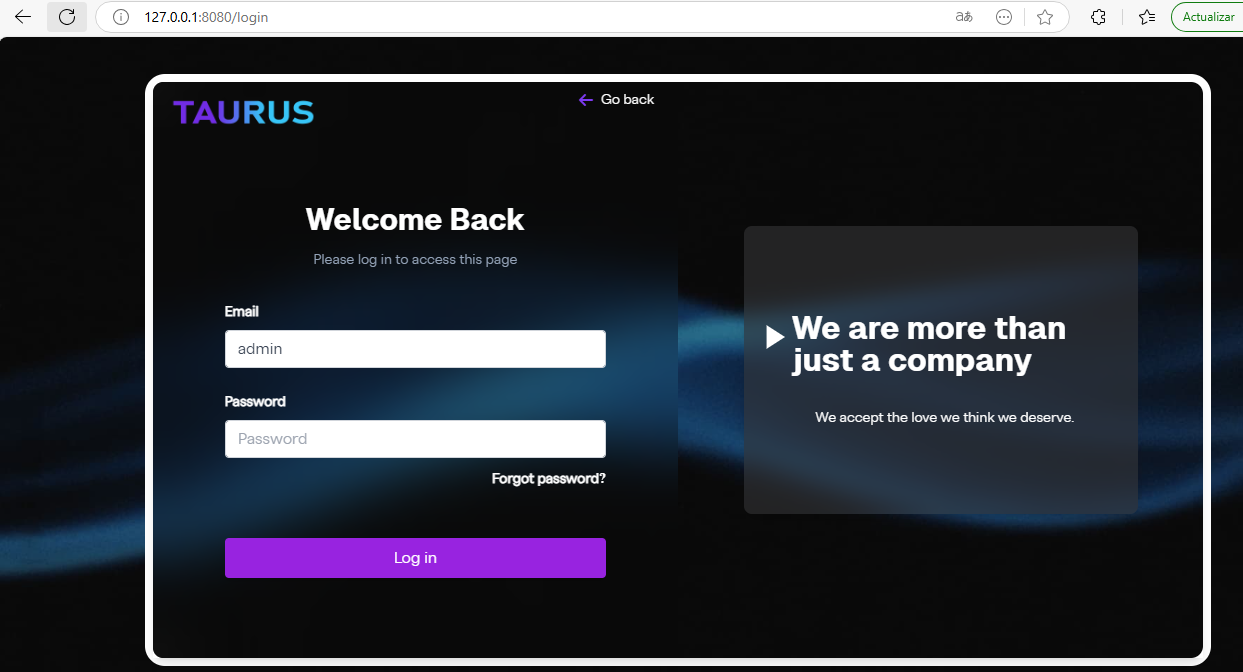 127.0.0.1:8080/login
aあ
Actualizar
TAURUS
Go back
Welcome Back
Please log in to access this page
Email
admin
Password
Password
Forgot password?
Log in
We are more than
just a company
We accept the love we think we deserve.